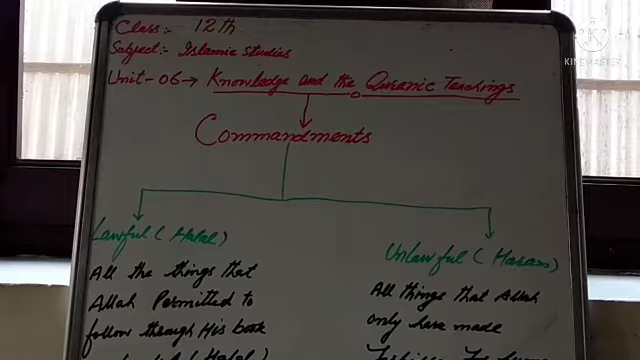 Class:- 12th
Subject:- Islamic studies
Unit-06→ Knowledge and the Quranic Teachings
Commandments
Lawful (Halal)
All the things that
Allah Permitted to
follow through His book
(Halal)
Unlawful (Haram)
All things that Allah
only have made
KINEMASTER